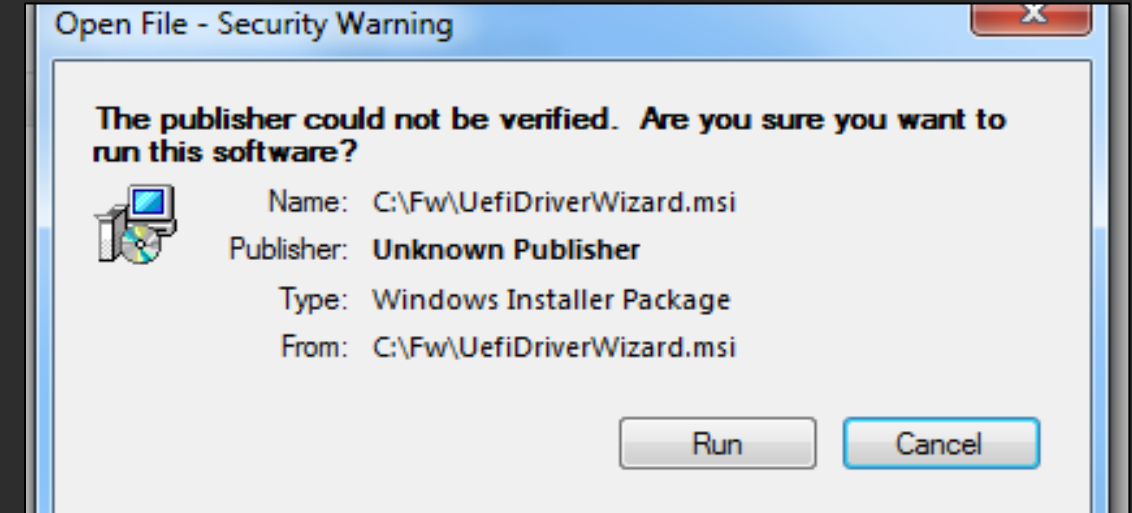 Open File - Security Warning
The publisher could not be verified. Are you sure you want to
run this software?
Name: C:\Fw\UefiDriverWizard.msi
Publisher: Unknown Publisher
Type: Windows Installer Package
From: C:\Fw\UefiDriverWizard.msi
Run Cancel